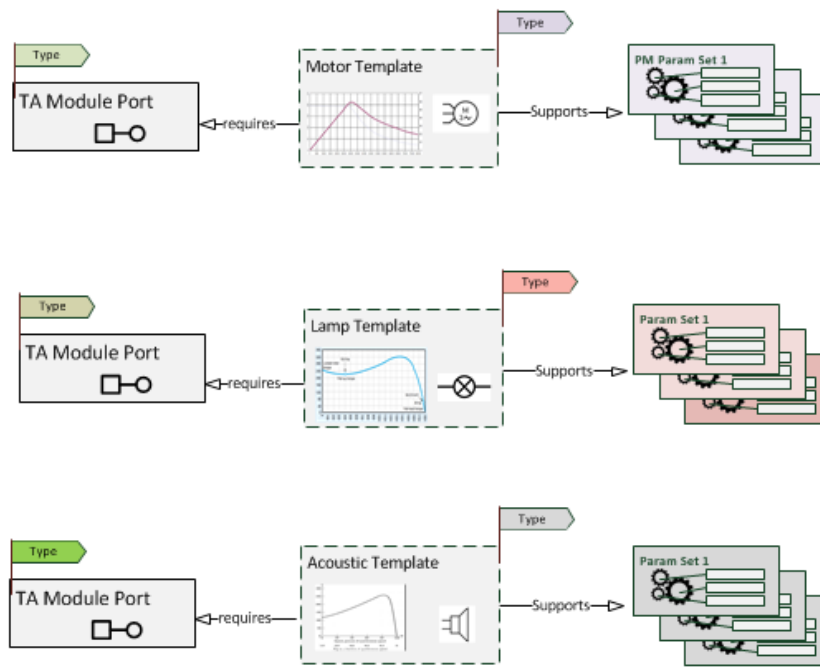 Type
Type
Motor Template
PM Param Set 1
TA Module Port
requires
M
Supports
Type
Type
Lamp Template
Param Set 1
TA Module Port
requires
Supports
Type
Type
Acoustic Template
Param Set 1
TA Module Port
requires
Supports